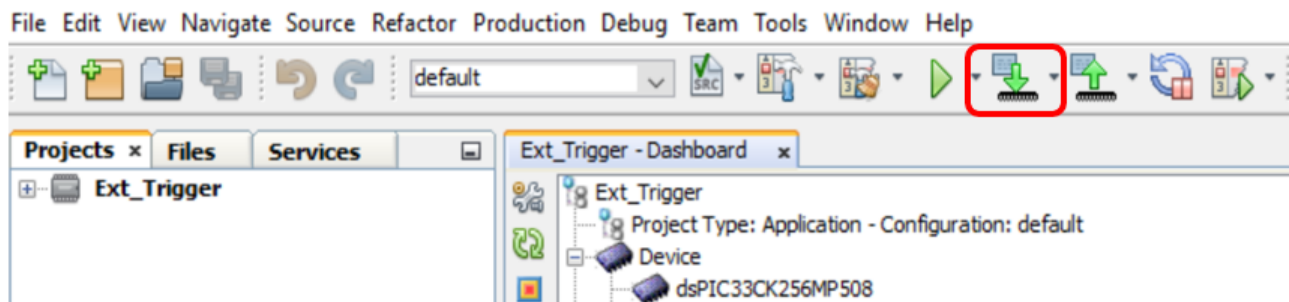 File Edit View Navigate Source Refactor Production Debug Team Tools Window Help
default
SRC
Projects x Files Services
Ext_Trigger - Dashboard x
Ext_Trigger
Ext_Trigger
Project Type: Application - Configuration: default
Device
dsPIC33CK256MP508